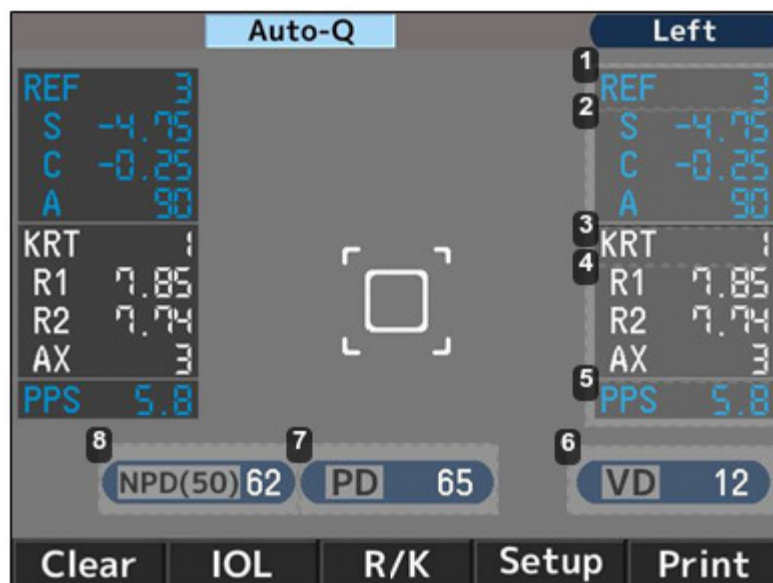 Auto-Q Left
1
REF 3 REF 3
2
S -4.75 S -4.75
C -0.25 C -0.25
A 90 A 90
3
KRT 1 KRT 1
4
R1 7.85 R1 7.85
R2 7.74 R2 7.74
AX 3 AX 3
5
PPS 5.8 PPS 5.8
8 7 6
NPD(50) 62 PD 65 VD 12
Clear IOL R/K Setup Print